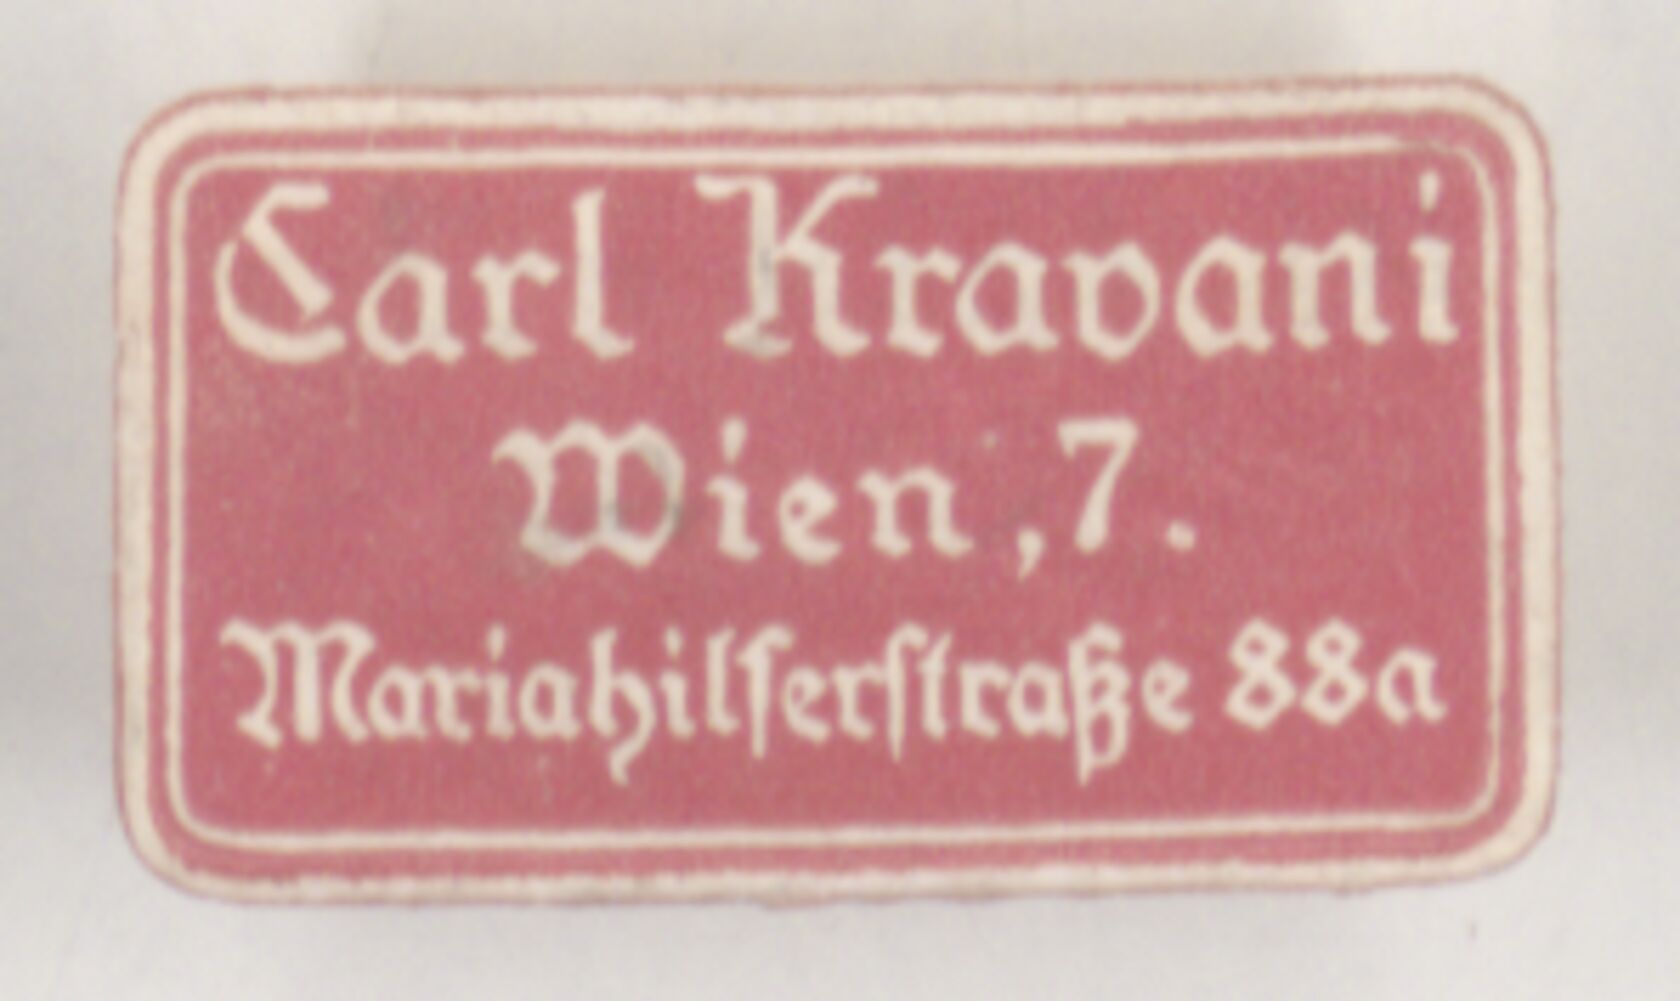 Carl Kravani
Wien,7.
Mariahilferstraße 88a